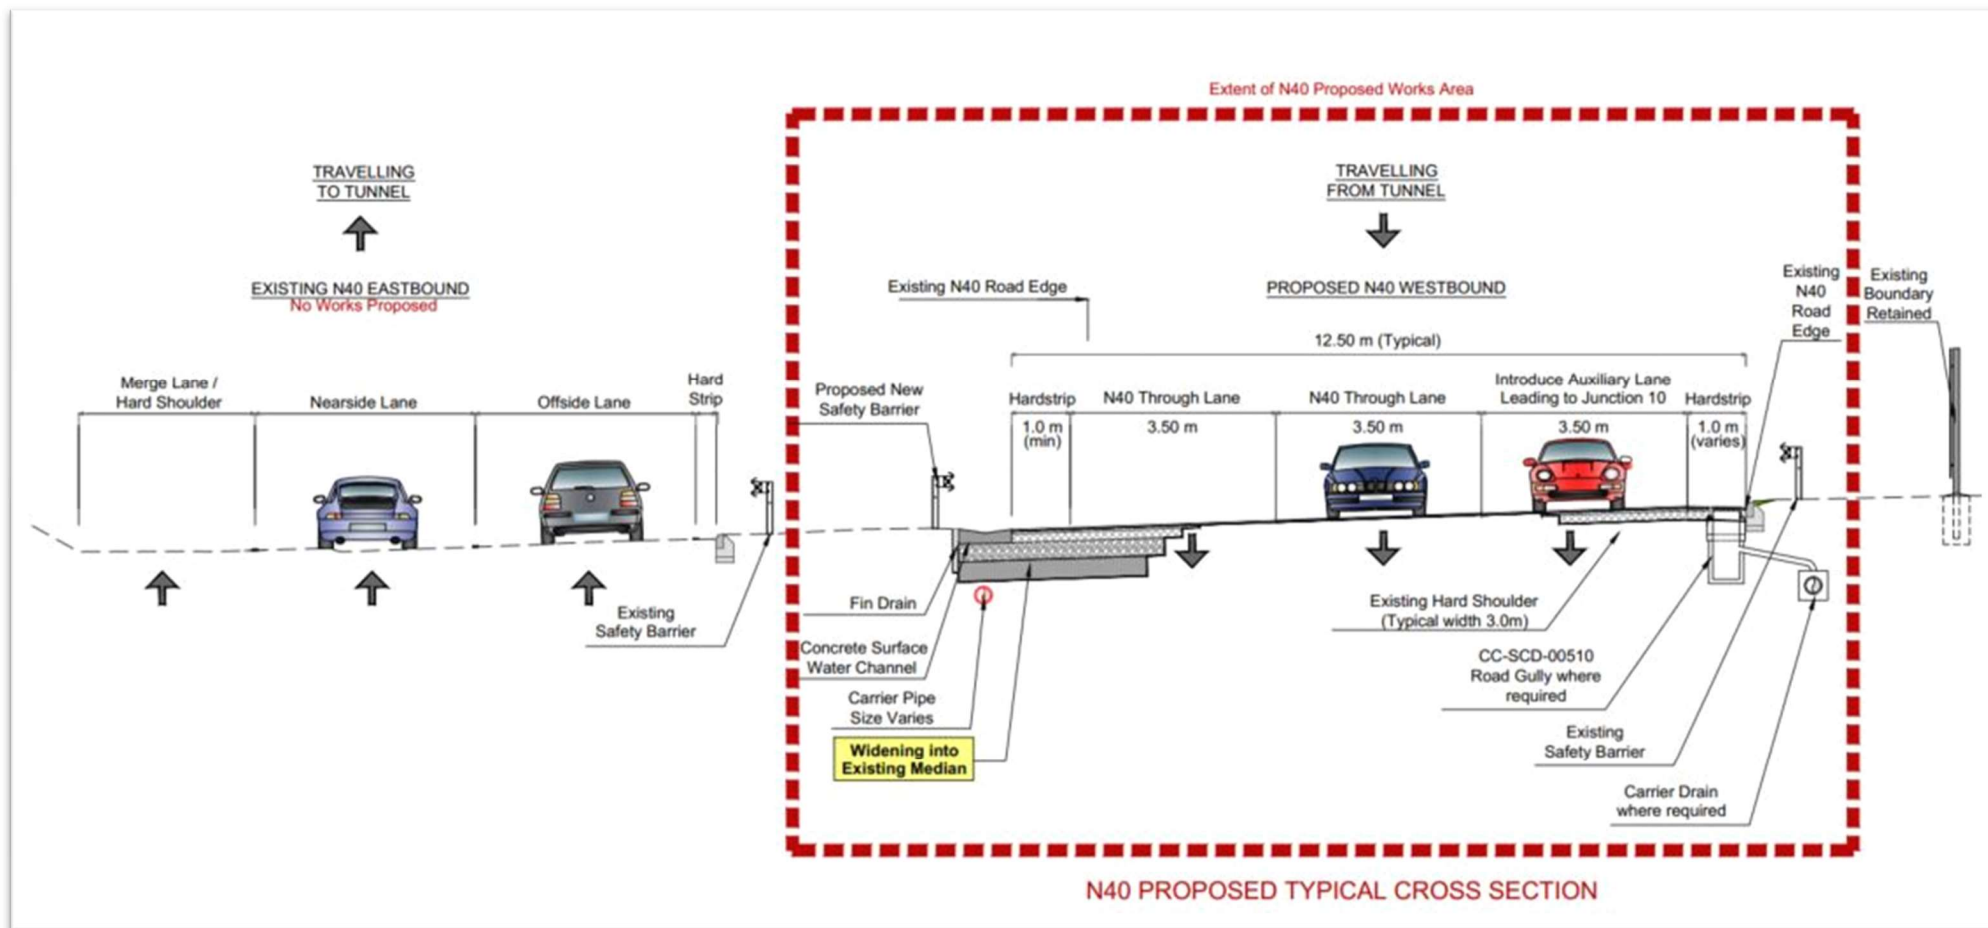 Extent of N40 Proposed Works Area
TRAVELLING
TO TUNNEL
EXISTING N40 EASTBOUND
No Works Proposed
TRAVELLING
FROM TUNNEL
PROPOSED N40 WESTBOUND
Existing N40 Road Edge
12.50 m (Typical)
Existing
N40
Road
Edge
Existing
Boundary
Retained
Merge Lane /
Hard Shoulder
Nearside Lane
Offside Lane
Hard
Strip
Proposed New
Safety Barrier
Hardstrip
1.0 m
(min)
N40 Through Lane
3.50 m
N40 Through Lane
3.50 m
Introduce Auxiliary Lane
Leading to Junction 10
3.50 m
Hardstrip
1.0 m
(varies)
Existing
Safety Barrier
Fin Drain
Concrete Surface
Water Channel
Carrier Pipe
Size Varies
Widening into
Existing Median
Existing Hard Shoulder
(Typical width 3.0m)
CC-SCD-00510
Road Gully where
required
Existing
Safety Barrier
Carrier Drain
where required
N40 PROPOSED TYPICAL CROSS SECTION